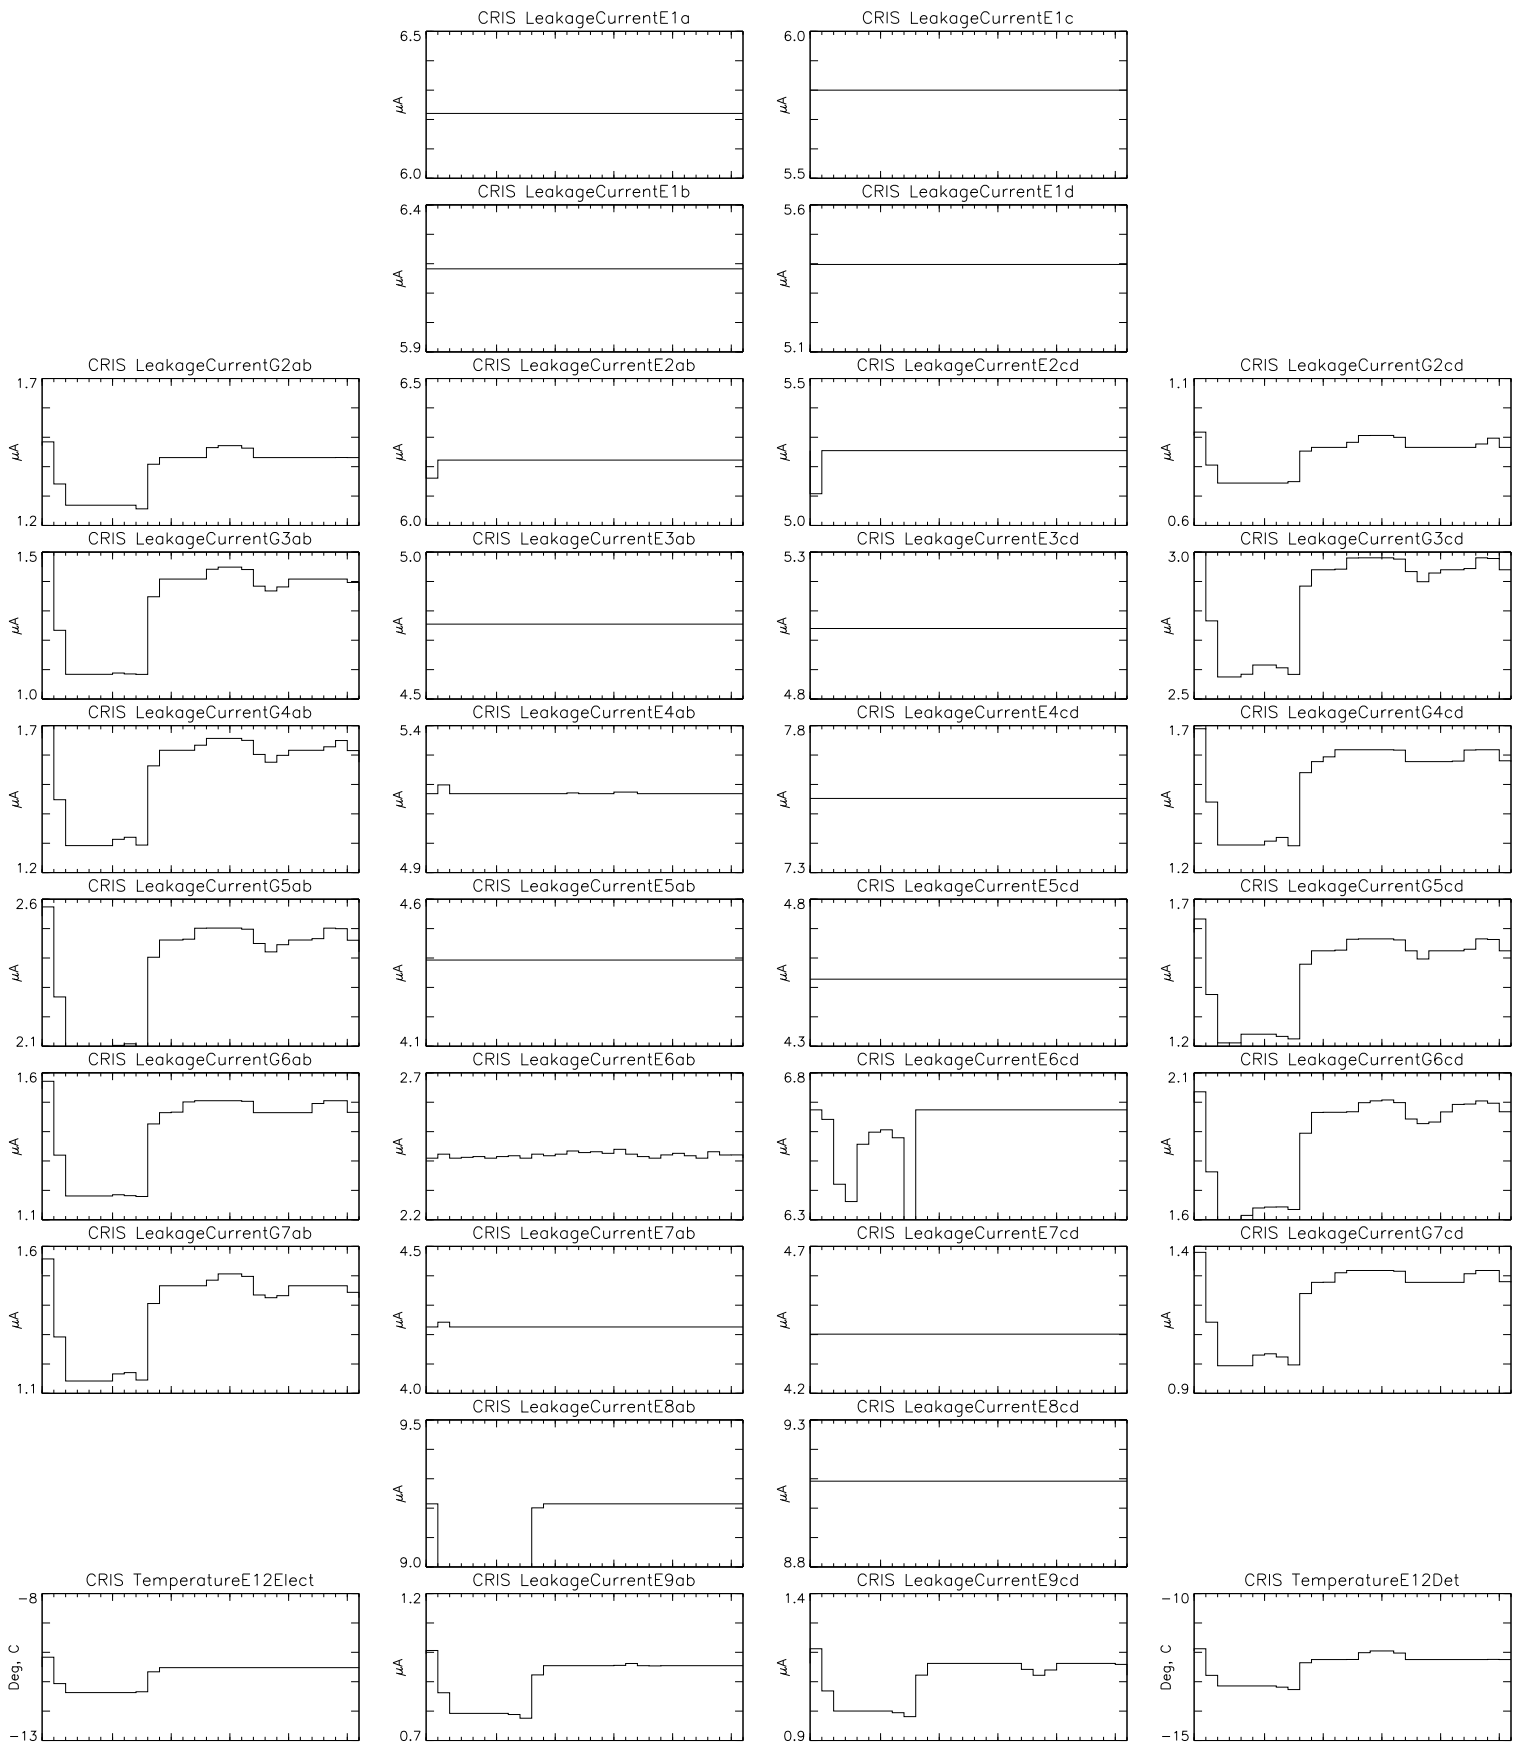 CRIS LeakageCurrentE1a
6.5
μA
6.0
CRIS LeakageCurrentE1c
6.0
μA
5.5
CRIS LeakageCurrentE1b
6.4
μA
5.9
CRIS LeakageCurrentE1d
5.6
μA
5.1
CRIS LeakageCurrentG2ab
1.7
μA
1.2
CRIS LeakageCurrentE2ab
6.5
μA
6.0
CRIS LeakageCurrentE2cd
5.5
μA
5.0
CRIS LeakageCurrentG2cd
1.1
μA
0.6
CRIS LeakageCurrentG3ab
1.5
μA
1.0
CRIS LeakageCurrentE3ab
5.0
μA
4.5
CRIS LeakageCurrentE3cd
5.3
μA
4.8
CRIS LeakageCurrentG3cd
3.0
μA
2.5
CRIS LeakageCurrentG4ab
1.7
μA
1.2
CRIS LeakageCurrentE4ab
5.4
μA
4.9
CRIS LeakageCurrentE4cd
7.8
μA
7.3
CRIS LeakageCurrentG4cd
1.7
μA
1.2
CRIS LeakageCurrentG5ab
2.6
μA
2.1
CRIS LeakageCurrentE5ab
4.6
μA
4.1
CRIS LeakageCurrentE5cd
4.8
μA
4.3
CRIS LeakageCurrentG5cd
1.7
μA
1.2
CRIS LeakageCurrentG6ab
1.6
μA
1.1
CRIS LeakageCurrentE6ab
2.7
μA
2.2
CRIS LeakageCurrentE6cd
6.8
μA
6.3
CRIS LeakageCurrentG6cd
2.1
μA
1.6
CRIS LeakageCurrentG7ab
1.6
μA
1.1
CRIS LeakageCurrentE7ab
4.5
μA
4.0
CRIS LeakageCurrentE7cd
4.7
μA
4.2
CRIS LeakageCurrentG7cd
1.4
μA
0.9
CRIS LeakageCurrentE8ab
9.5
μA
9.0
CRIS LeakageCurrentE8cd
9.3
μA
8.8
CRIS TemperatureE12Elect
-8
Deg, C
-13
CRIS LeakageCurrentE9ab
1.2
μA
0.7
CRIS LeakageCurrentE9cd
1.4
μA
0.9
CRIS TemperatureE12Det
-10
Deg, C
-15